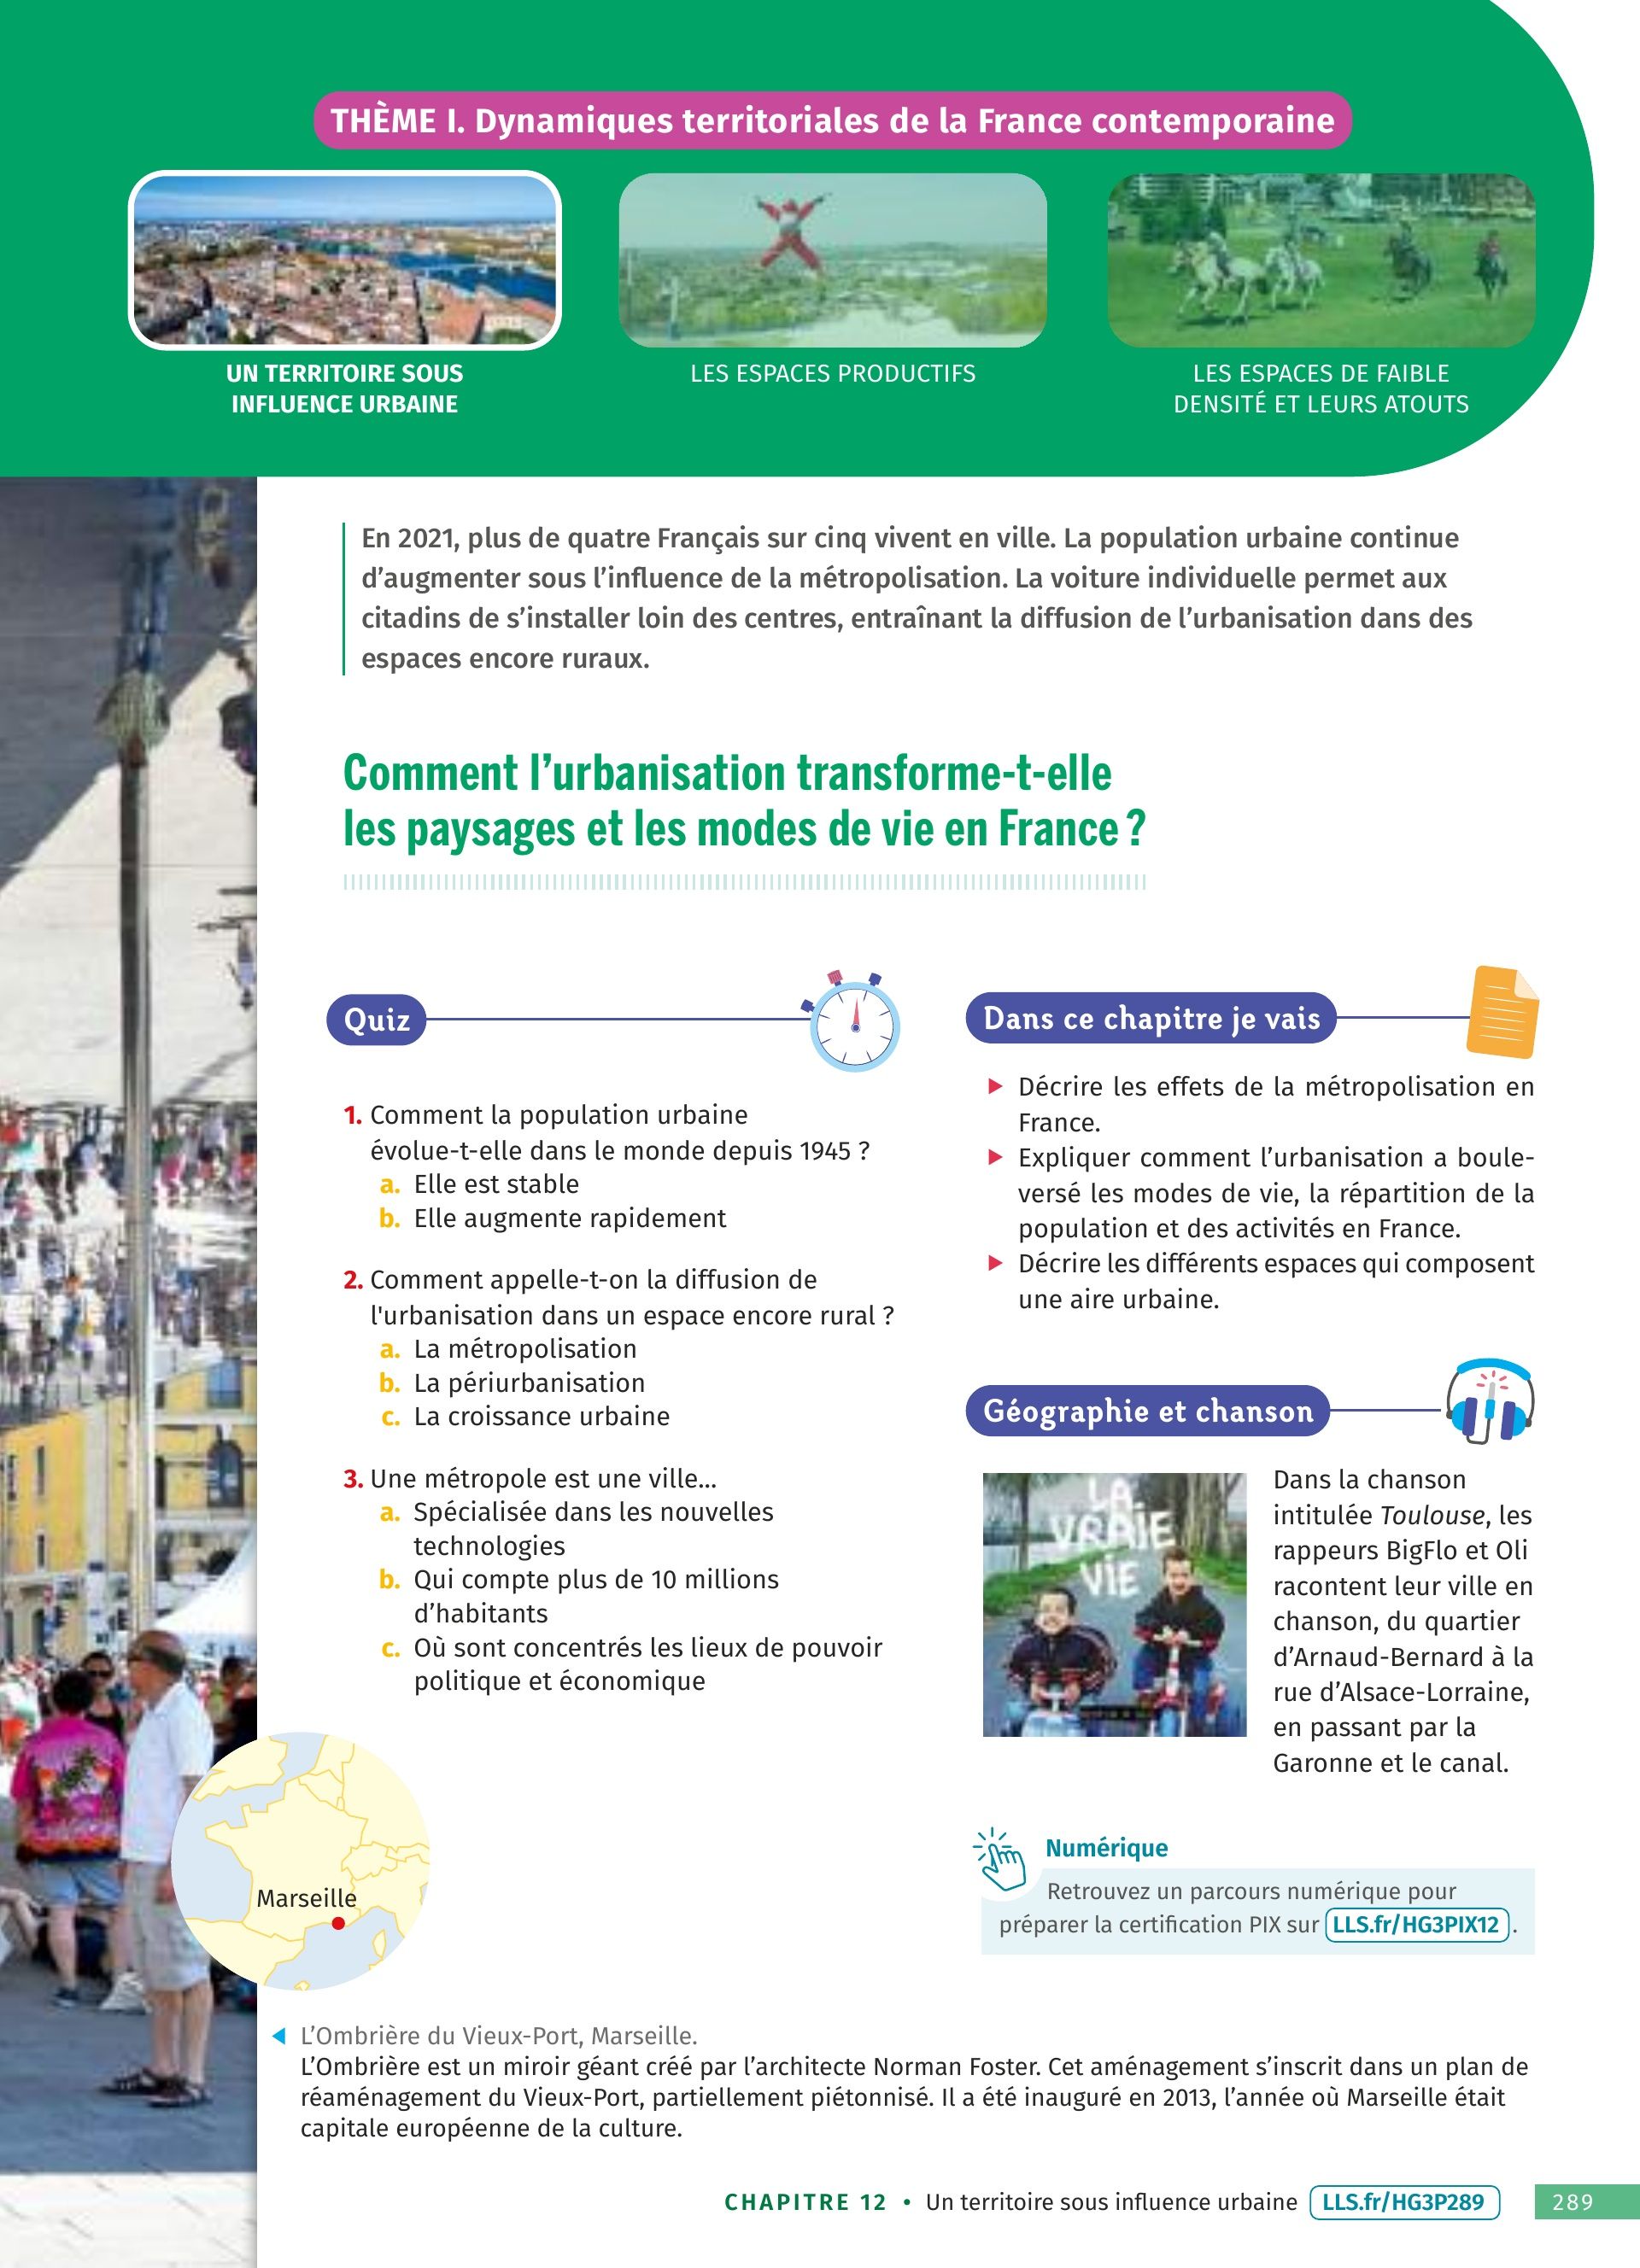 THÈME I. Dynamiques territoriales de la France contemporaine
UN TERRITOIRE SOUS
INFLUENCE URBAINE
LES ESPACES PRODUCTIFS
LES ESPACES DE FAIBLE
DENSITÉ ET LEURS ATOUTS
En 2021, plus de quatre Français sur cinq vivent en ville. La population urbaine continue
d’augmenter sous l’influence de la métropolisation. La voiture individuelle permet aux
citadins de s’installer loin des centres, entraînant la diffusion de l’urbanisation dans des
espaces encore ruraux.
Comment l’urbanisation transforme-t-elle
les paysages et les modes de vie en France ?
Quiz
1. Comment la population urbaine
évolue-t-elle dans le monde depuis 1945 ?
a. Elle est stable
b. Elle augmente rapidement
2. Comment appelle-t-on la diffusion de
l'urbanisation dans un espace encore rural ?
a. La métropolisation
b. La périurbanisation
c. La croissance urbaine
3. Une métropole est une ville…
a. Spécialisée dans les nouvelles
technologies
b. Qui compte plus de 10 millions
d’habitants
c. Où sont concentrés les lieux de pouvoir
politique et économique
Marseille
Dans ce chapitre je vais
Décrire les effets de la métropolisation en
France.
Expliquer comment l’urbanisation a boule-
versé les modes de vie, la répartition de la
population et des activités en France.
Décrire les différents espaces qui composent
une aire urbaine.
Géographie et chanson
LA
VRAIE
VIE
Dans la chanson
intitulée Toulouse, les
rappeurs BigFlo et Oli
racontent leur ville en
chanson, du quartier
d’Arnaud-Bernard à la
rue d’Alsace-Lorraine,
en passant par la
Garonne et le canal.
Numérique
Retrouvez un parcours numérique pour
préparer la certification PIX sur LLS.fr/HG3PIX12 .
L’Ombrière du Vieux-Port, Marseille.
L’Ombrière est un miroir géant créé par l’architecte Norman Foster. Cet aménagement s’inscrit dans un plan de
réaménagement du Vieux-Port, partiellement piétonnisé. Il a été inauguré en 2013, l’année où Marseille était
capitale européenne de la culture.
CHAPITRE 12 • Un territoire sous influence urbaine LLS.fr/HG3P289 289